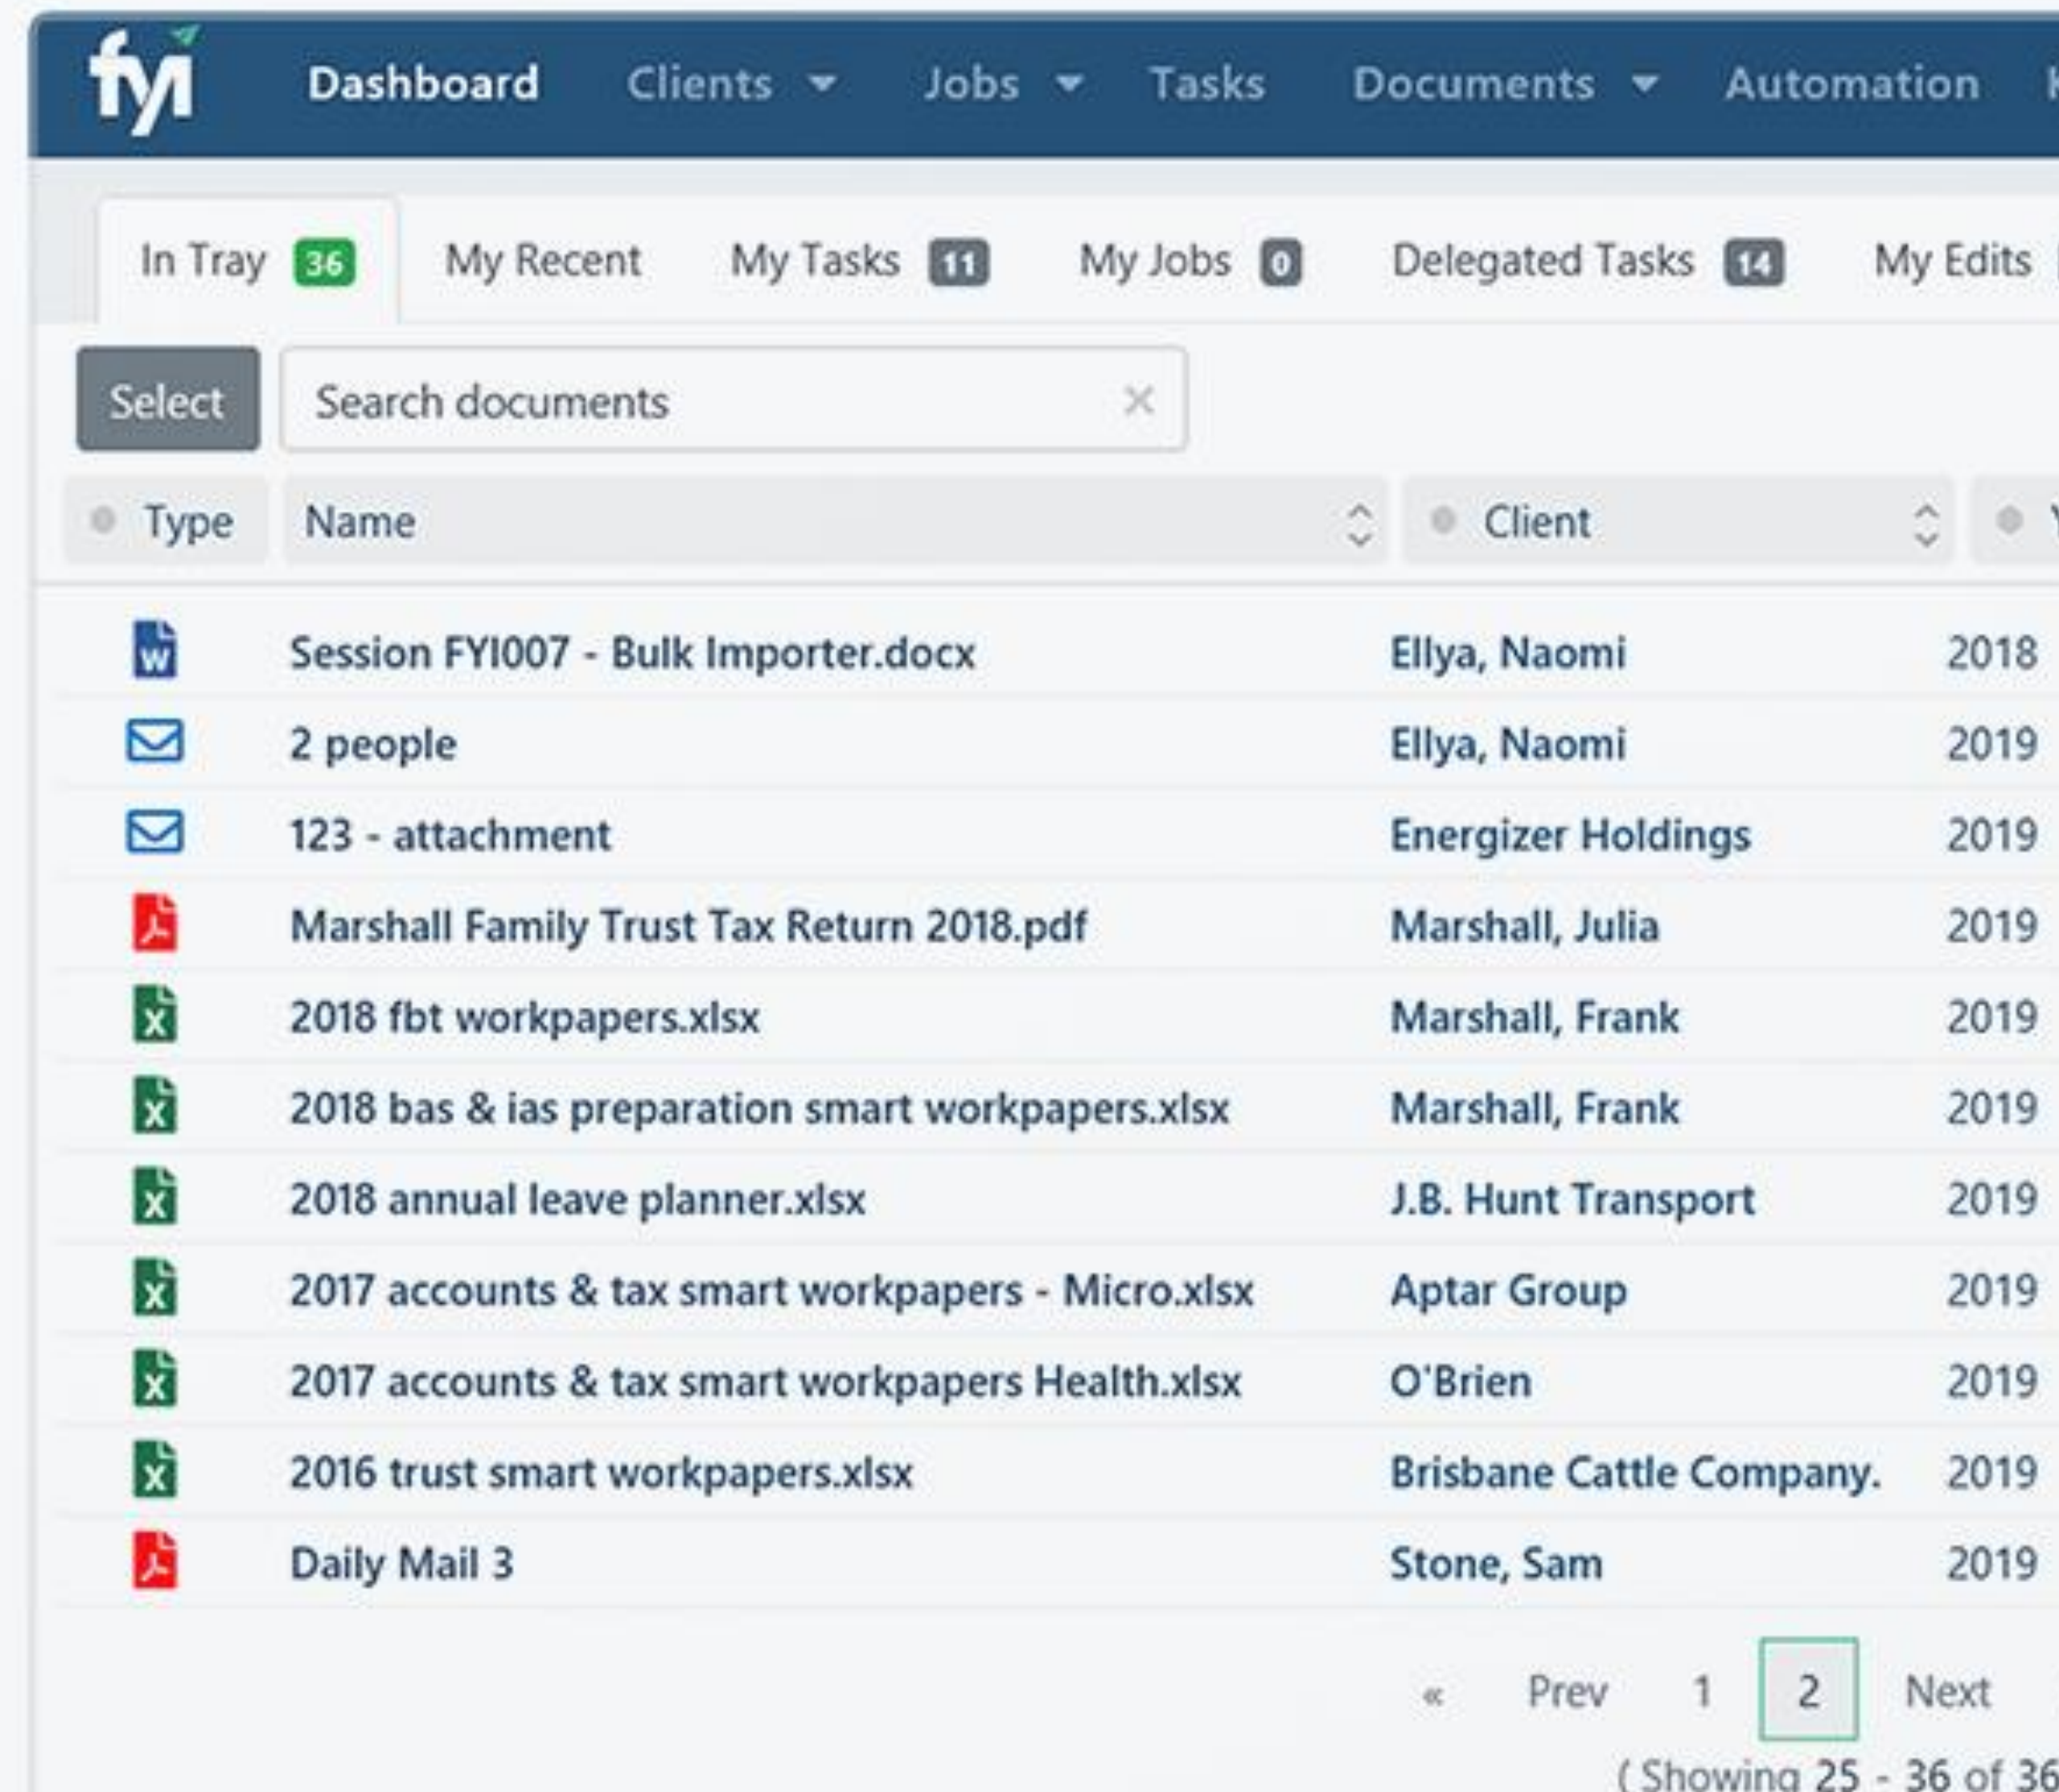 fyi Dashboard Clients Jobs Tasks Documents Automation
In Tray 36 My Recent My Tasks 11 My Jobs 0 Delegated Tasks 14 My Edits
Select Search documents
Type Name Client
Session FYI007 - Bulk Importer.docx Ellya, Naomi 2018
2 people Ellya, Naomi 2019
123 - attachment Energizer Holdings 2019
Marshall Family Trust Tax Return 2018.pdf Marshall, Julia 2019
2018 fbt workpapers.xlsx Marshall, Frank 2019
2018 bas & ias preparation smart workpapers.xlsx Marshall, Frank 2019
2018 annual leave planner.xlsx J.B. Hunt Transport 2019
2017 accounts & tax smart workpapers - Micro.xlsx Aptar Group 2019
2017 accounts & tax smart workpapers Health.xlsx O'Brien 2019
2016 trust smart workpapers.xlsx Brisbane Cattle Company. 2019
Daily Mail 3 Stone, Sam 2019
« Prev 1 2 Next
( Showing 25 - 36 of 36